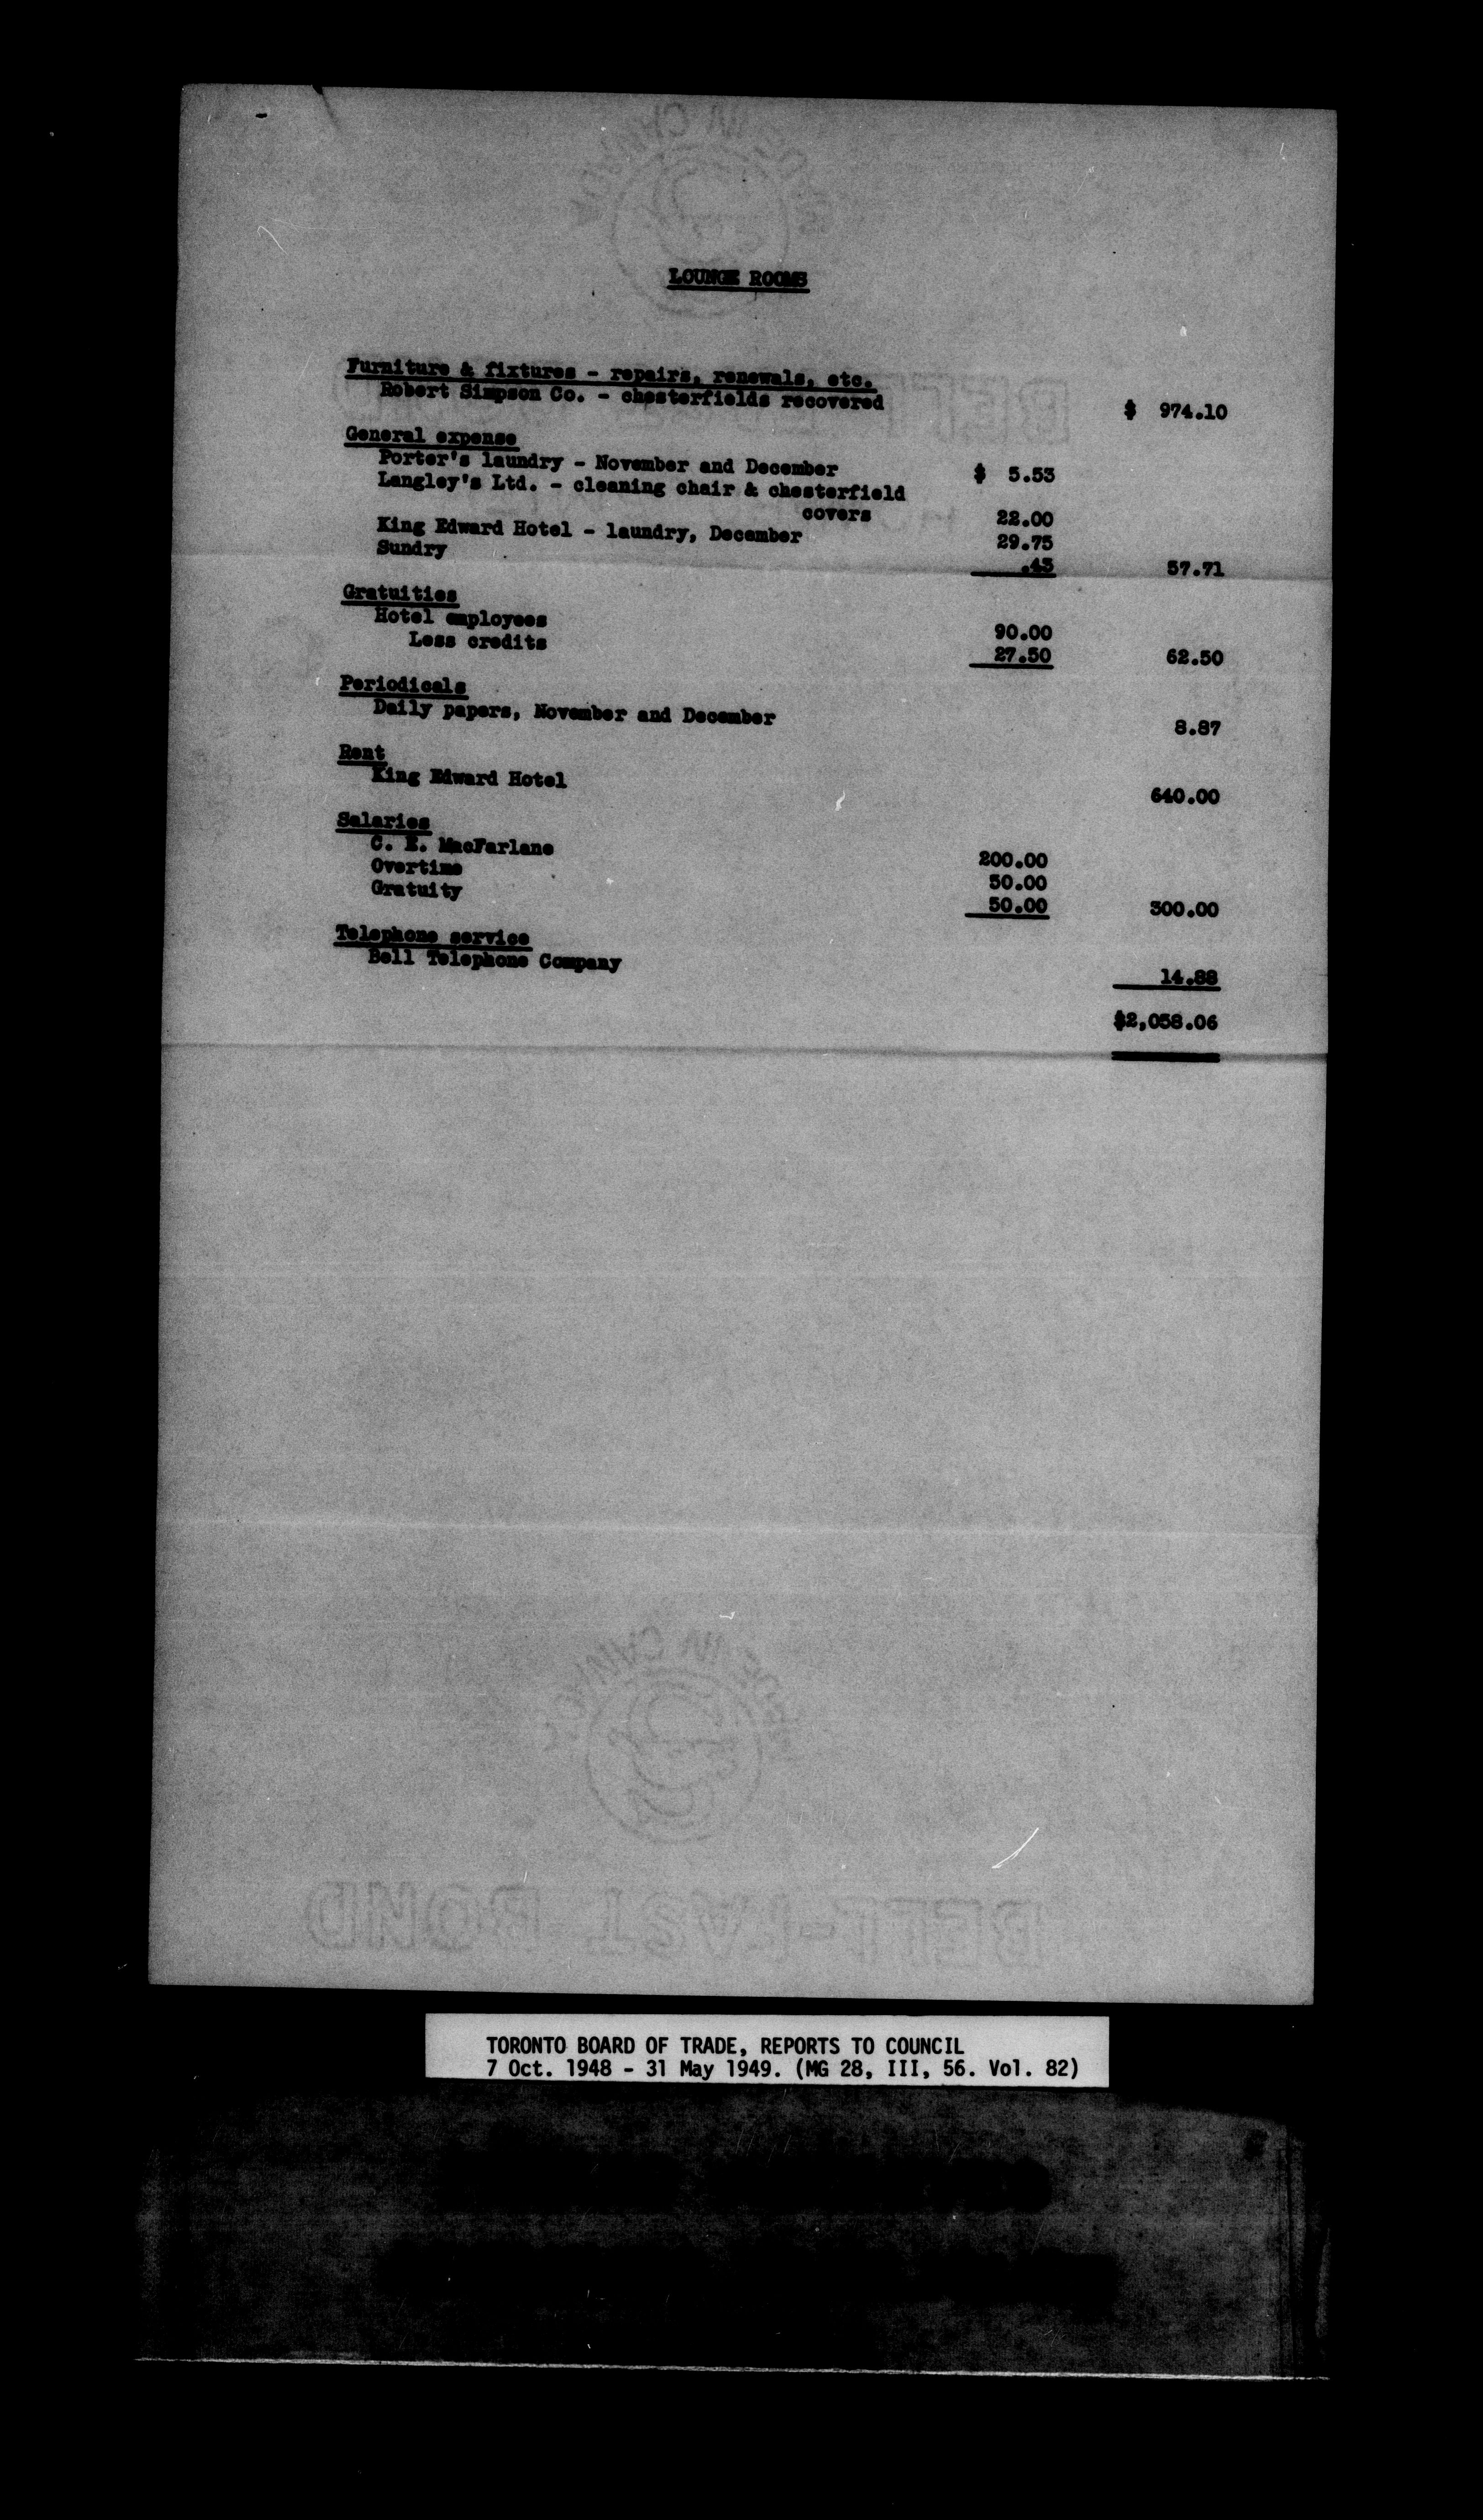 LOUNGE ROOMS
Furniture & fixtures - repairs, renewals, etc.
Robert Simpson Co. - chesterfields recovered $ 974.10
General expense
Porter's laundry - November and December $ 5.53
Langley's Ltd. - cleaning chair & chesterfield
covers 22.00
King Edward Hotel - laundry, December 29.75
Sundry .43 57.71
Gratuities
Hotel employees 90.00
Less credits 27.50 62.50
Periodicals
Daily papers, November and December 8.87
Rent
King Edward Hotel 640.00
Salaries
C. E. MacFarlane 200.00
Overtime 50.00
Gratuity 50.00 300.00
Telephone service
Bell Telephone Company 14.88
$2,058.06
BELL-FAST BOND
TORONTO BOARD OF TRADE, REPORTS TO COUNCIL
7 Oct. 1948 - 31 May 1949. (MG 28, III, 56. Vol. 82)